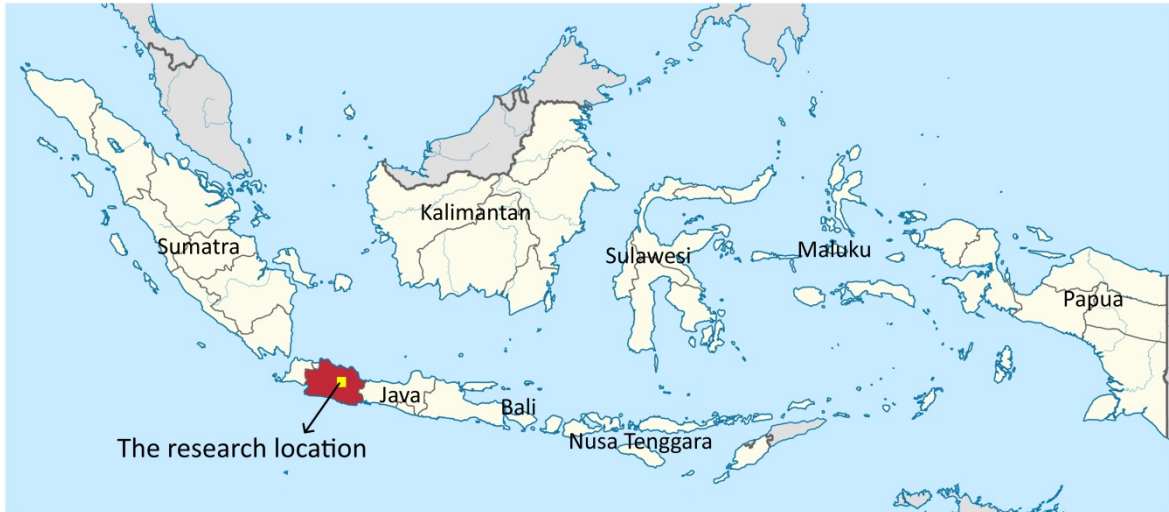 Kalimantan
Sumatra
Sulawesi
Maluku
Papua
Java
Bali
Nusa Tenggara
The research location